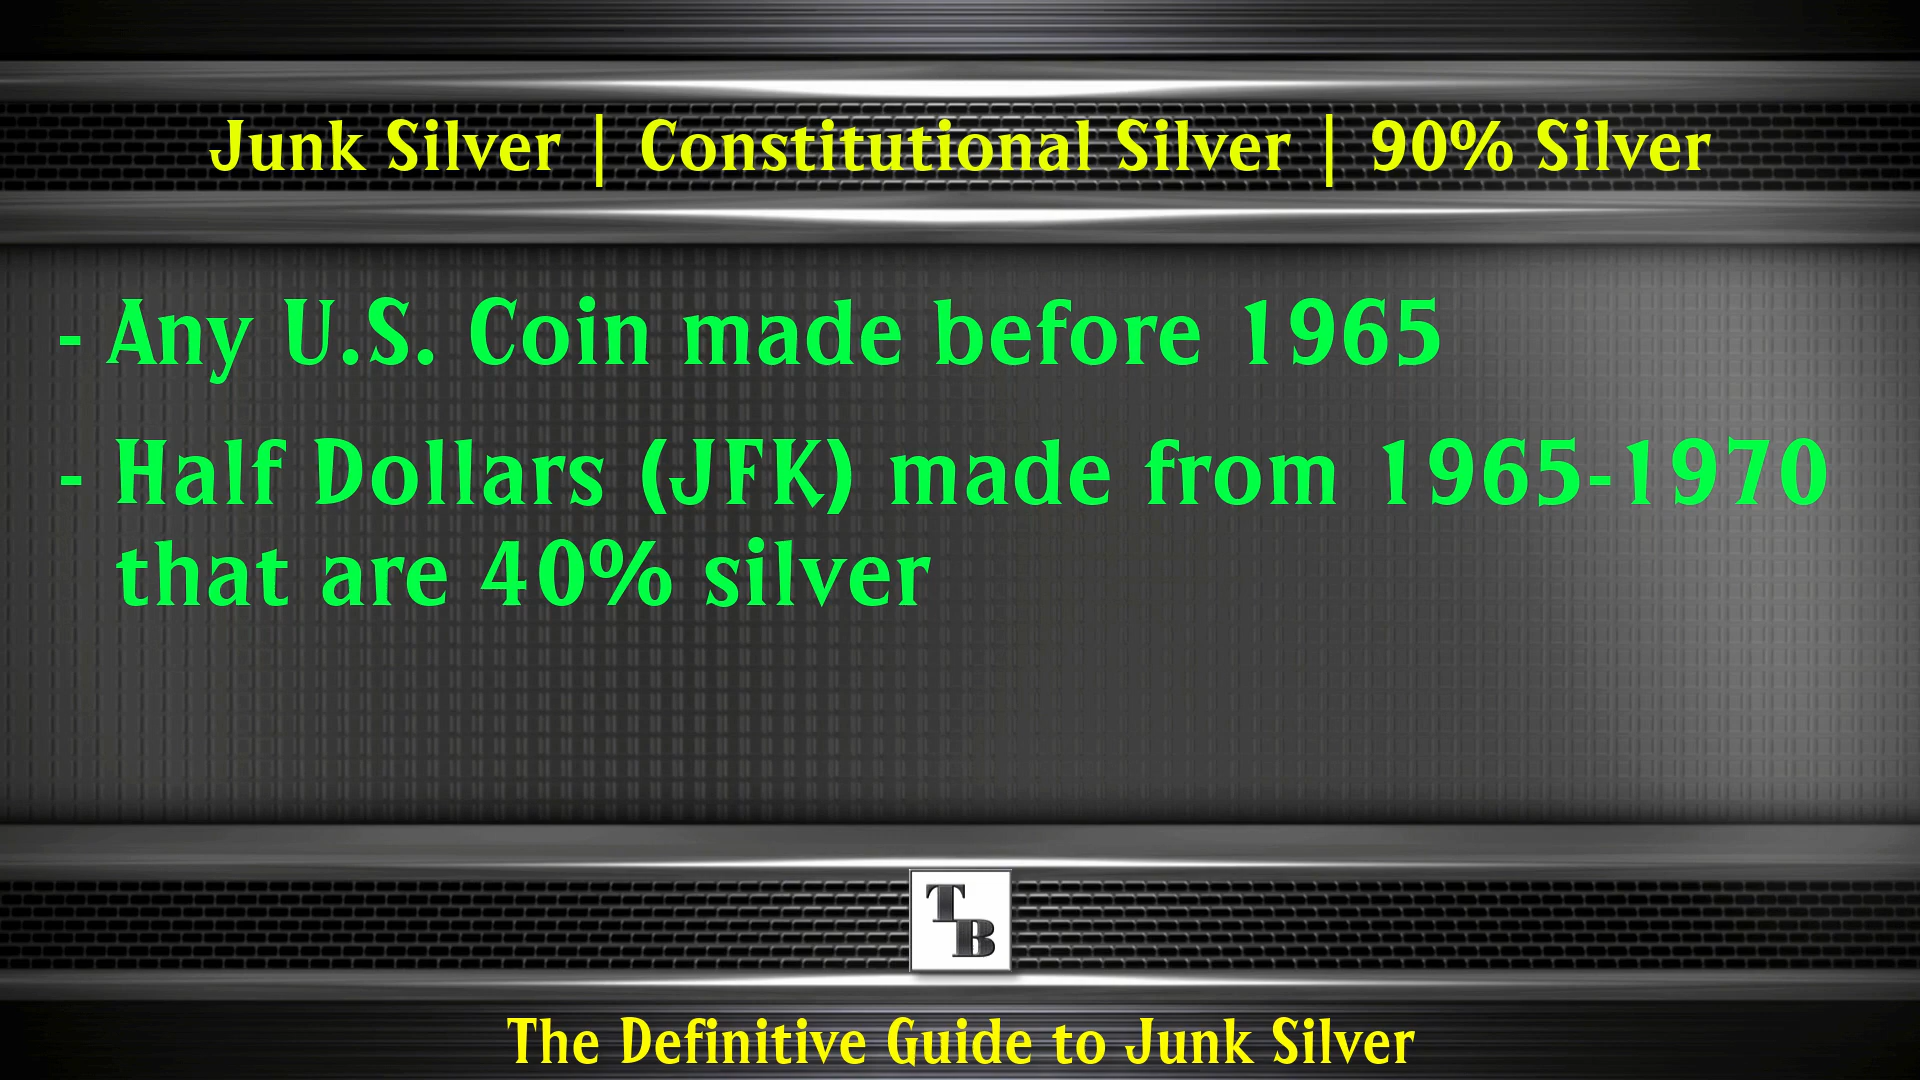 Junk Silver | Constitutional Silver | 90% Silver
- Any U.S. Coin made before 1965
- Half Dollars (JFK) made from 1965-1970
that are 40% silver
TB
The Definitive Guide to Junk Silver